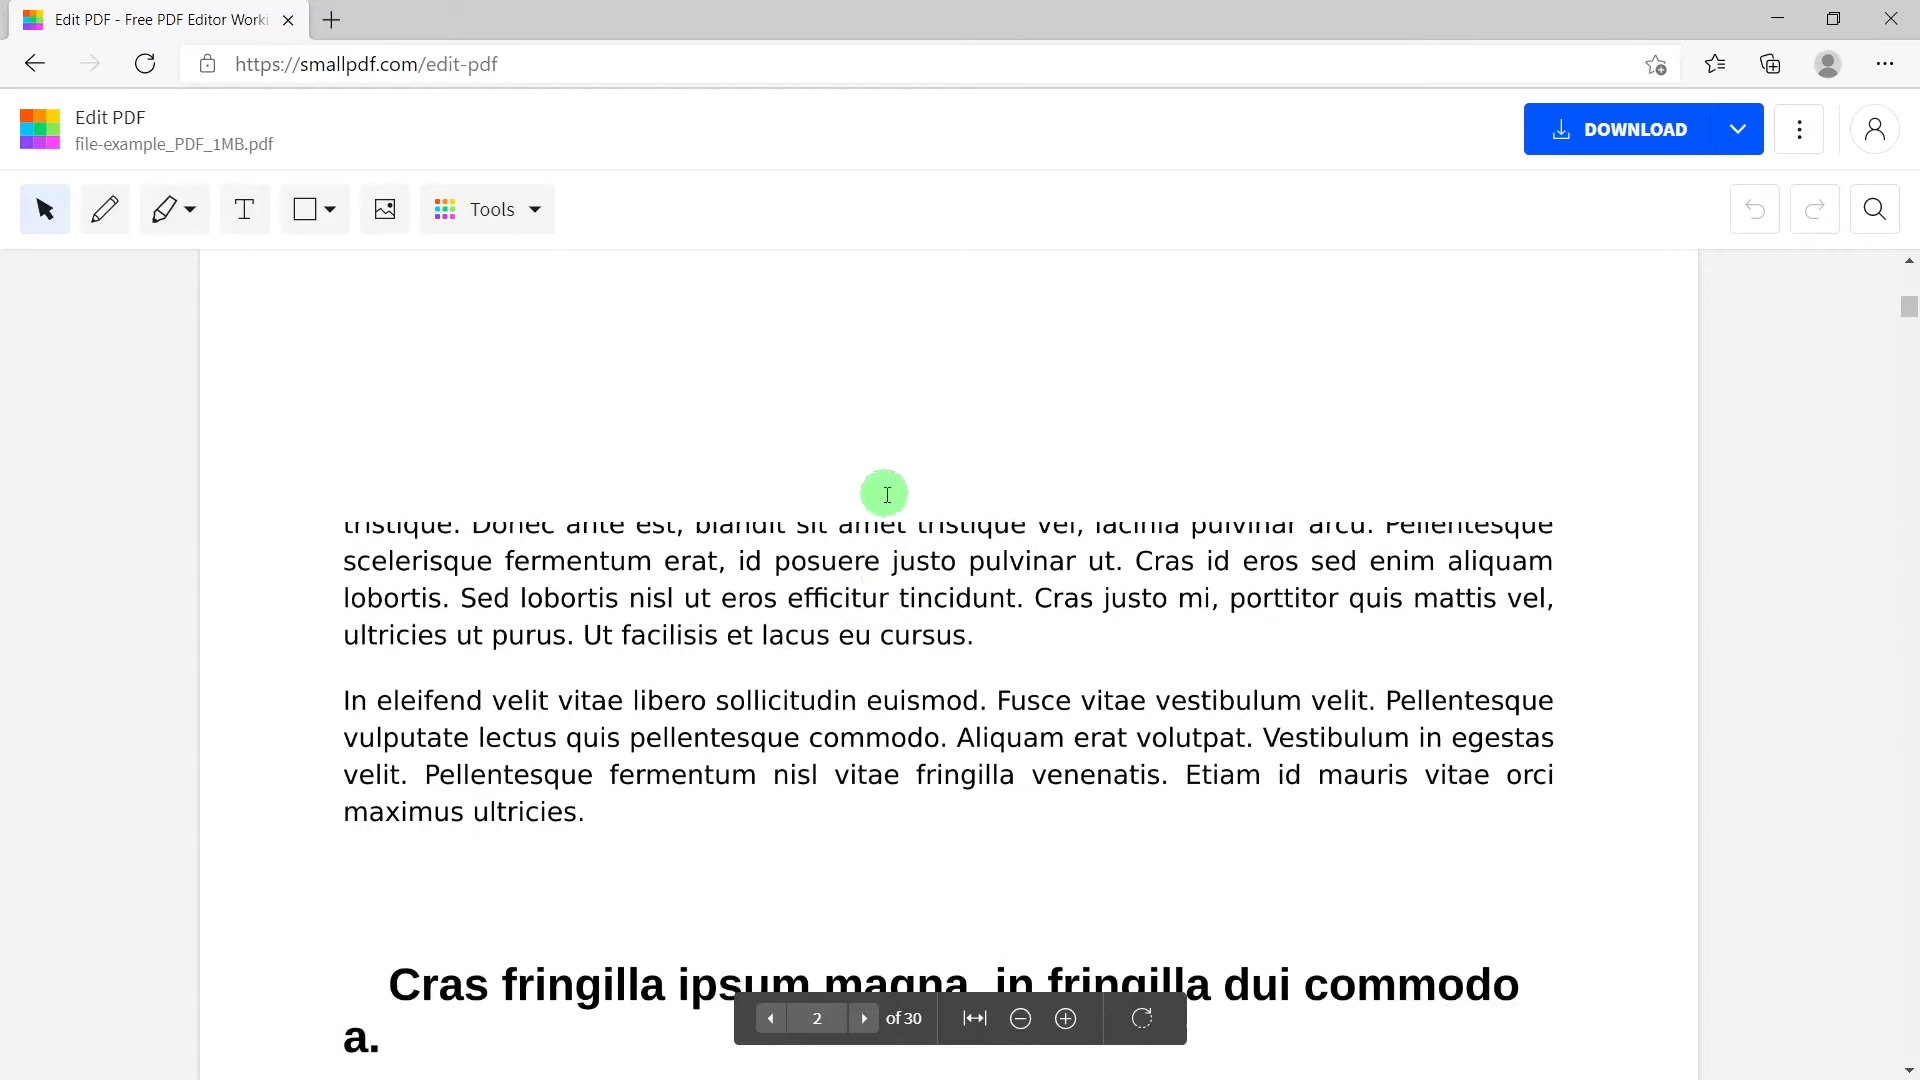 Edit PDF - Free PDF Editor Worki
https://smallpdf.com/edit-pdf
Edit PDF
file-example_PDF_1MB.pdf
DOWNLOAD
T
Tools
tristique. Donec ante est, blandit sit amet tristique vel, lacinia pulvinar arcu. Pellentesque
scelerisque fermentum erat, id posuere justo pulvinar ut. Cras id eros sed enim aliquam
lobortis. Sed lobortis nisl ut eros efficitur tincidunt. Cras justo mi, porttitor quis mattis vel,
ultricies ut purus. Ut facilisis et lacus eu cursus.
In eleifend velit vitae libero sollicitudin euismod. Fusce vitae vestibulum velit. Pellentesque
vulputate lectus quis pellentesque commodo. Aliquam erat volutpat. Vestibulum in egestas
velit. Pellentesque fermentum nisl vitae fringilla venenatis. Etiam id mauris vitae orci
maximus ultricies.
Cras fringilla ipsum magna, in fringilla dui commodo
a.
2 of 30